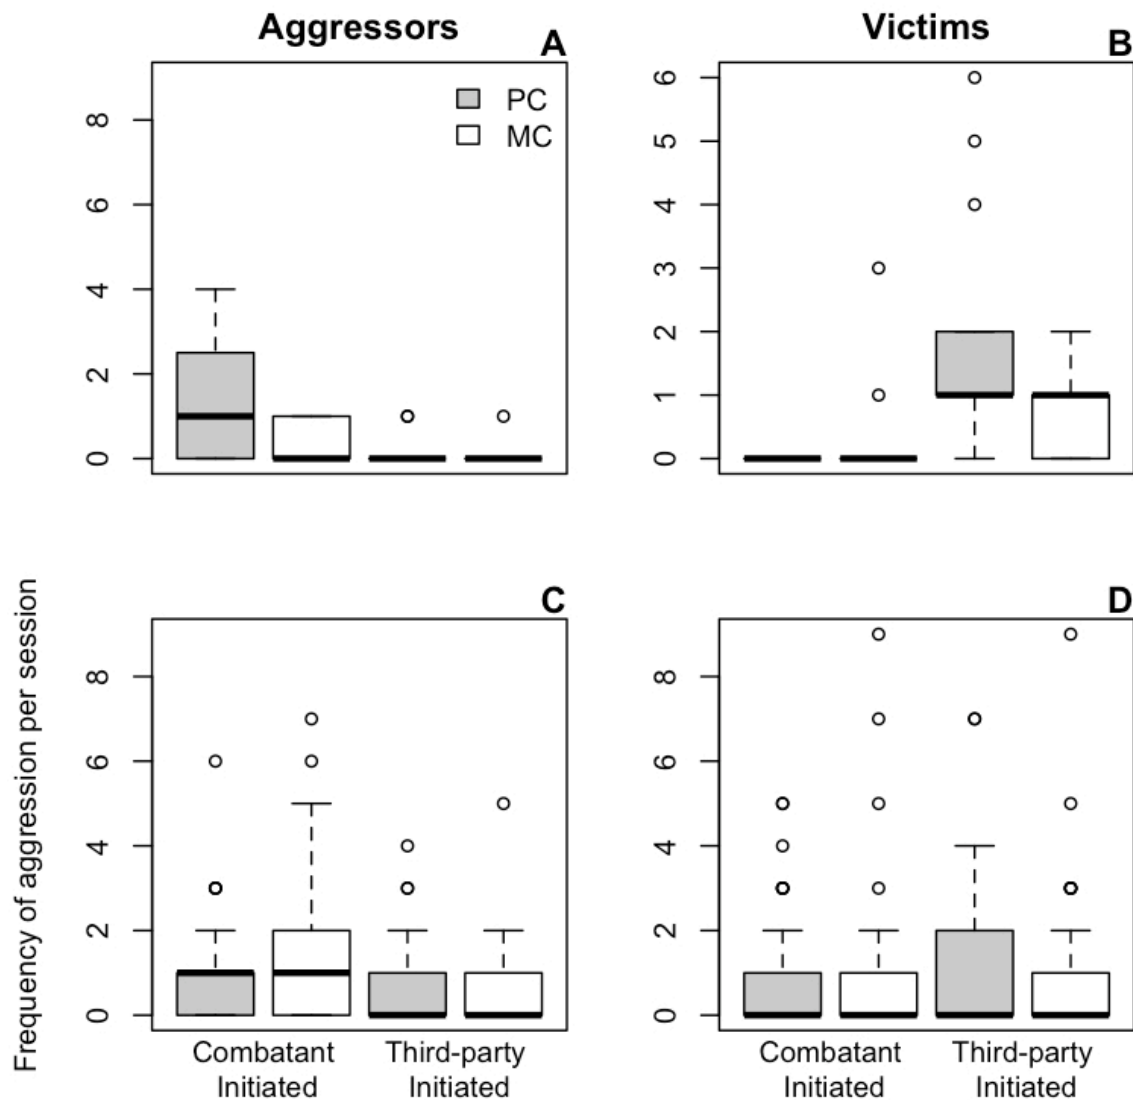 Aggressors
Victims
A
B
PC
MC
8
6
4
2
0
6
5
4
3
2
1
0
Frequency of aggression per session
C
D
8
6
4
2
0
8
6
4
2
0
Combatant
Initiated
Third-party
Initiated
Combatant
Initiated
Third-party
Initiated